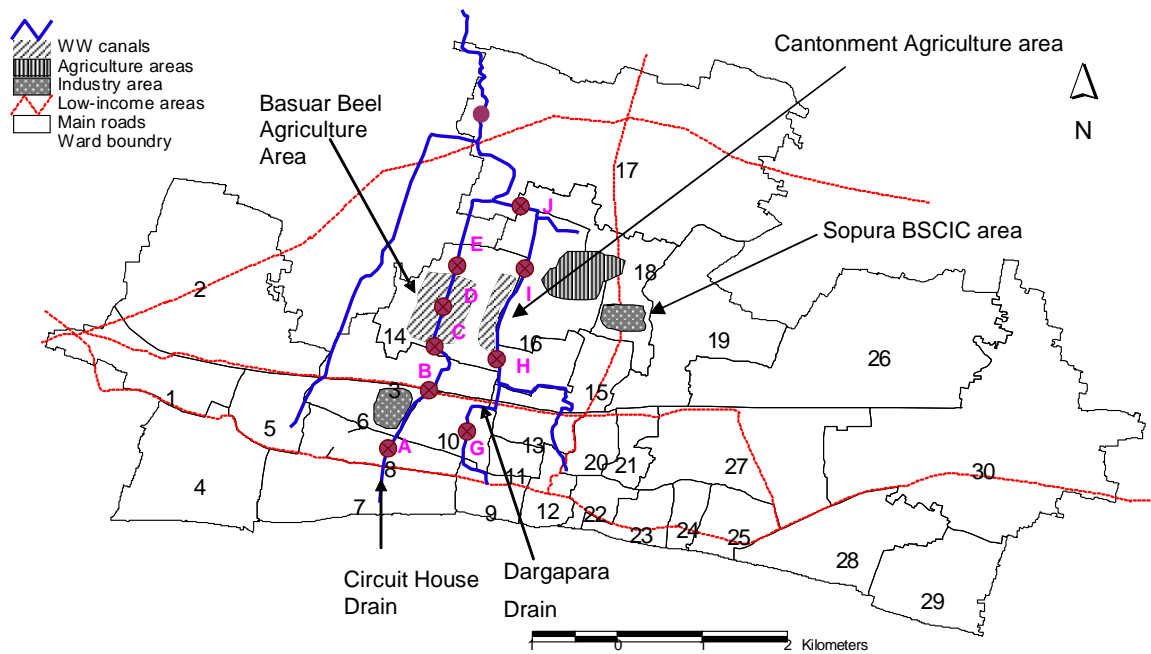 WW canals
Agriculture areas
Industry area
Low-income areas
Main roads
Ward boundry
Cantonment Agriculture area
Basuar Beel
Agriculture
Area
N
17
J
Sopura BSCIC area
E
18
I
2
D
C
14
16
19
26
H
B
3
15
1
6
5
10
G
13
A
8
20
21
27
30
11
4
7
9
12
22
23
24
25
28
29
Circuit House
Drain
Dargapara
Drain
1 0 1 2 Kilometers